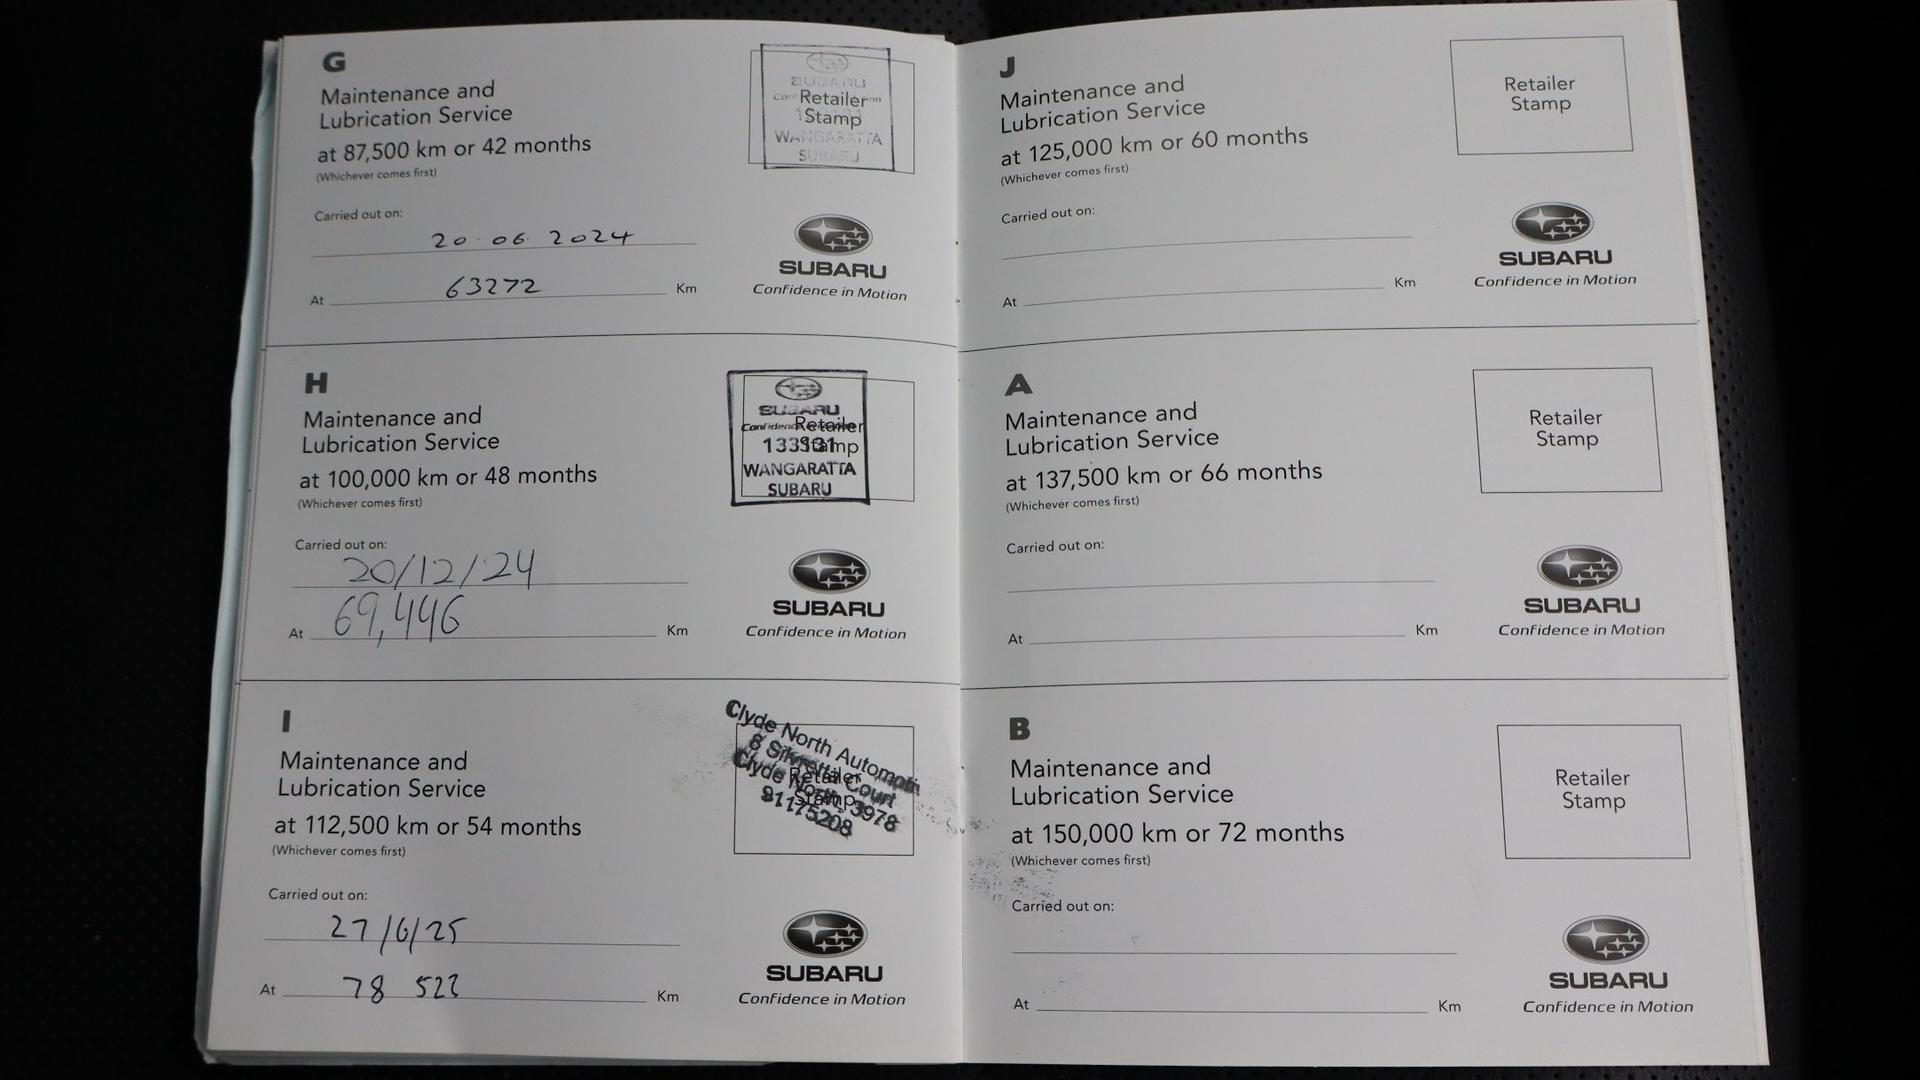 G
Maintenance and
Lubrication Service
at 87,500 km or 42 months
(Whichever comes first)
Carried out on:
20 06 2024
At 63272 Km
SUBARU
Retailer
Stamp
WANGARATTA
SUBARU
SUBARU
Confidence in Motion
H
Maintenance and
Lubrication Service
at 100,000 km or 48 months
(Whichever comes first)
Carried out on:
20/12/24
At 69,446 Km
SUBARU
Confidence
Retailer
Stamp
WANGARATTA
SUBARU
SUBARU
Confidence in Motion
I
Maintenance and
Lubrication Service
at 112,500 km or 54 months
(Whichever comes first)
Carried out on:
27/6/25
At 78 Km
Clyde North
Court
Clyde North, 3978
Retailer
Stamp
SUBARU
Confidence in Motion
J
Maintenance and
Lubrication Service
at 125,000 km or 60 months
(Whichever comes first)
Carried out on:
At Km
Retailer
Stamp
SUBARU
Confidence in Motion
A
Maintenance and
Lubrication Service
at 137,500 km or 66 months
(Whichever comes first)
Carried out on:
At Km
Retailer
Stamp
SUBARU
Confidence in Motion
B
Maintenance and
Lubrication Service
at 150,000 km or 72 months
(Whichever comes first)
Carried out on:
At Km
Retailer
Stamp
SUBARU
Confidence in Motion